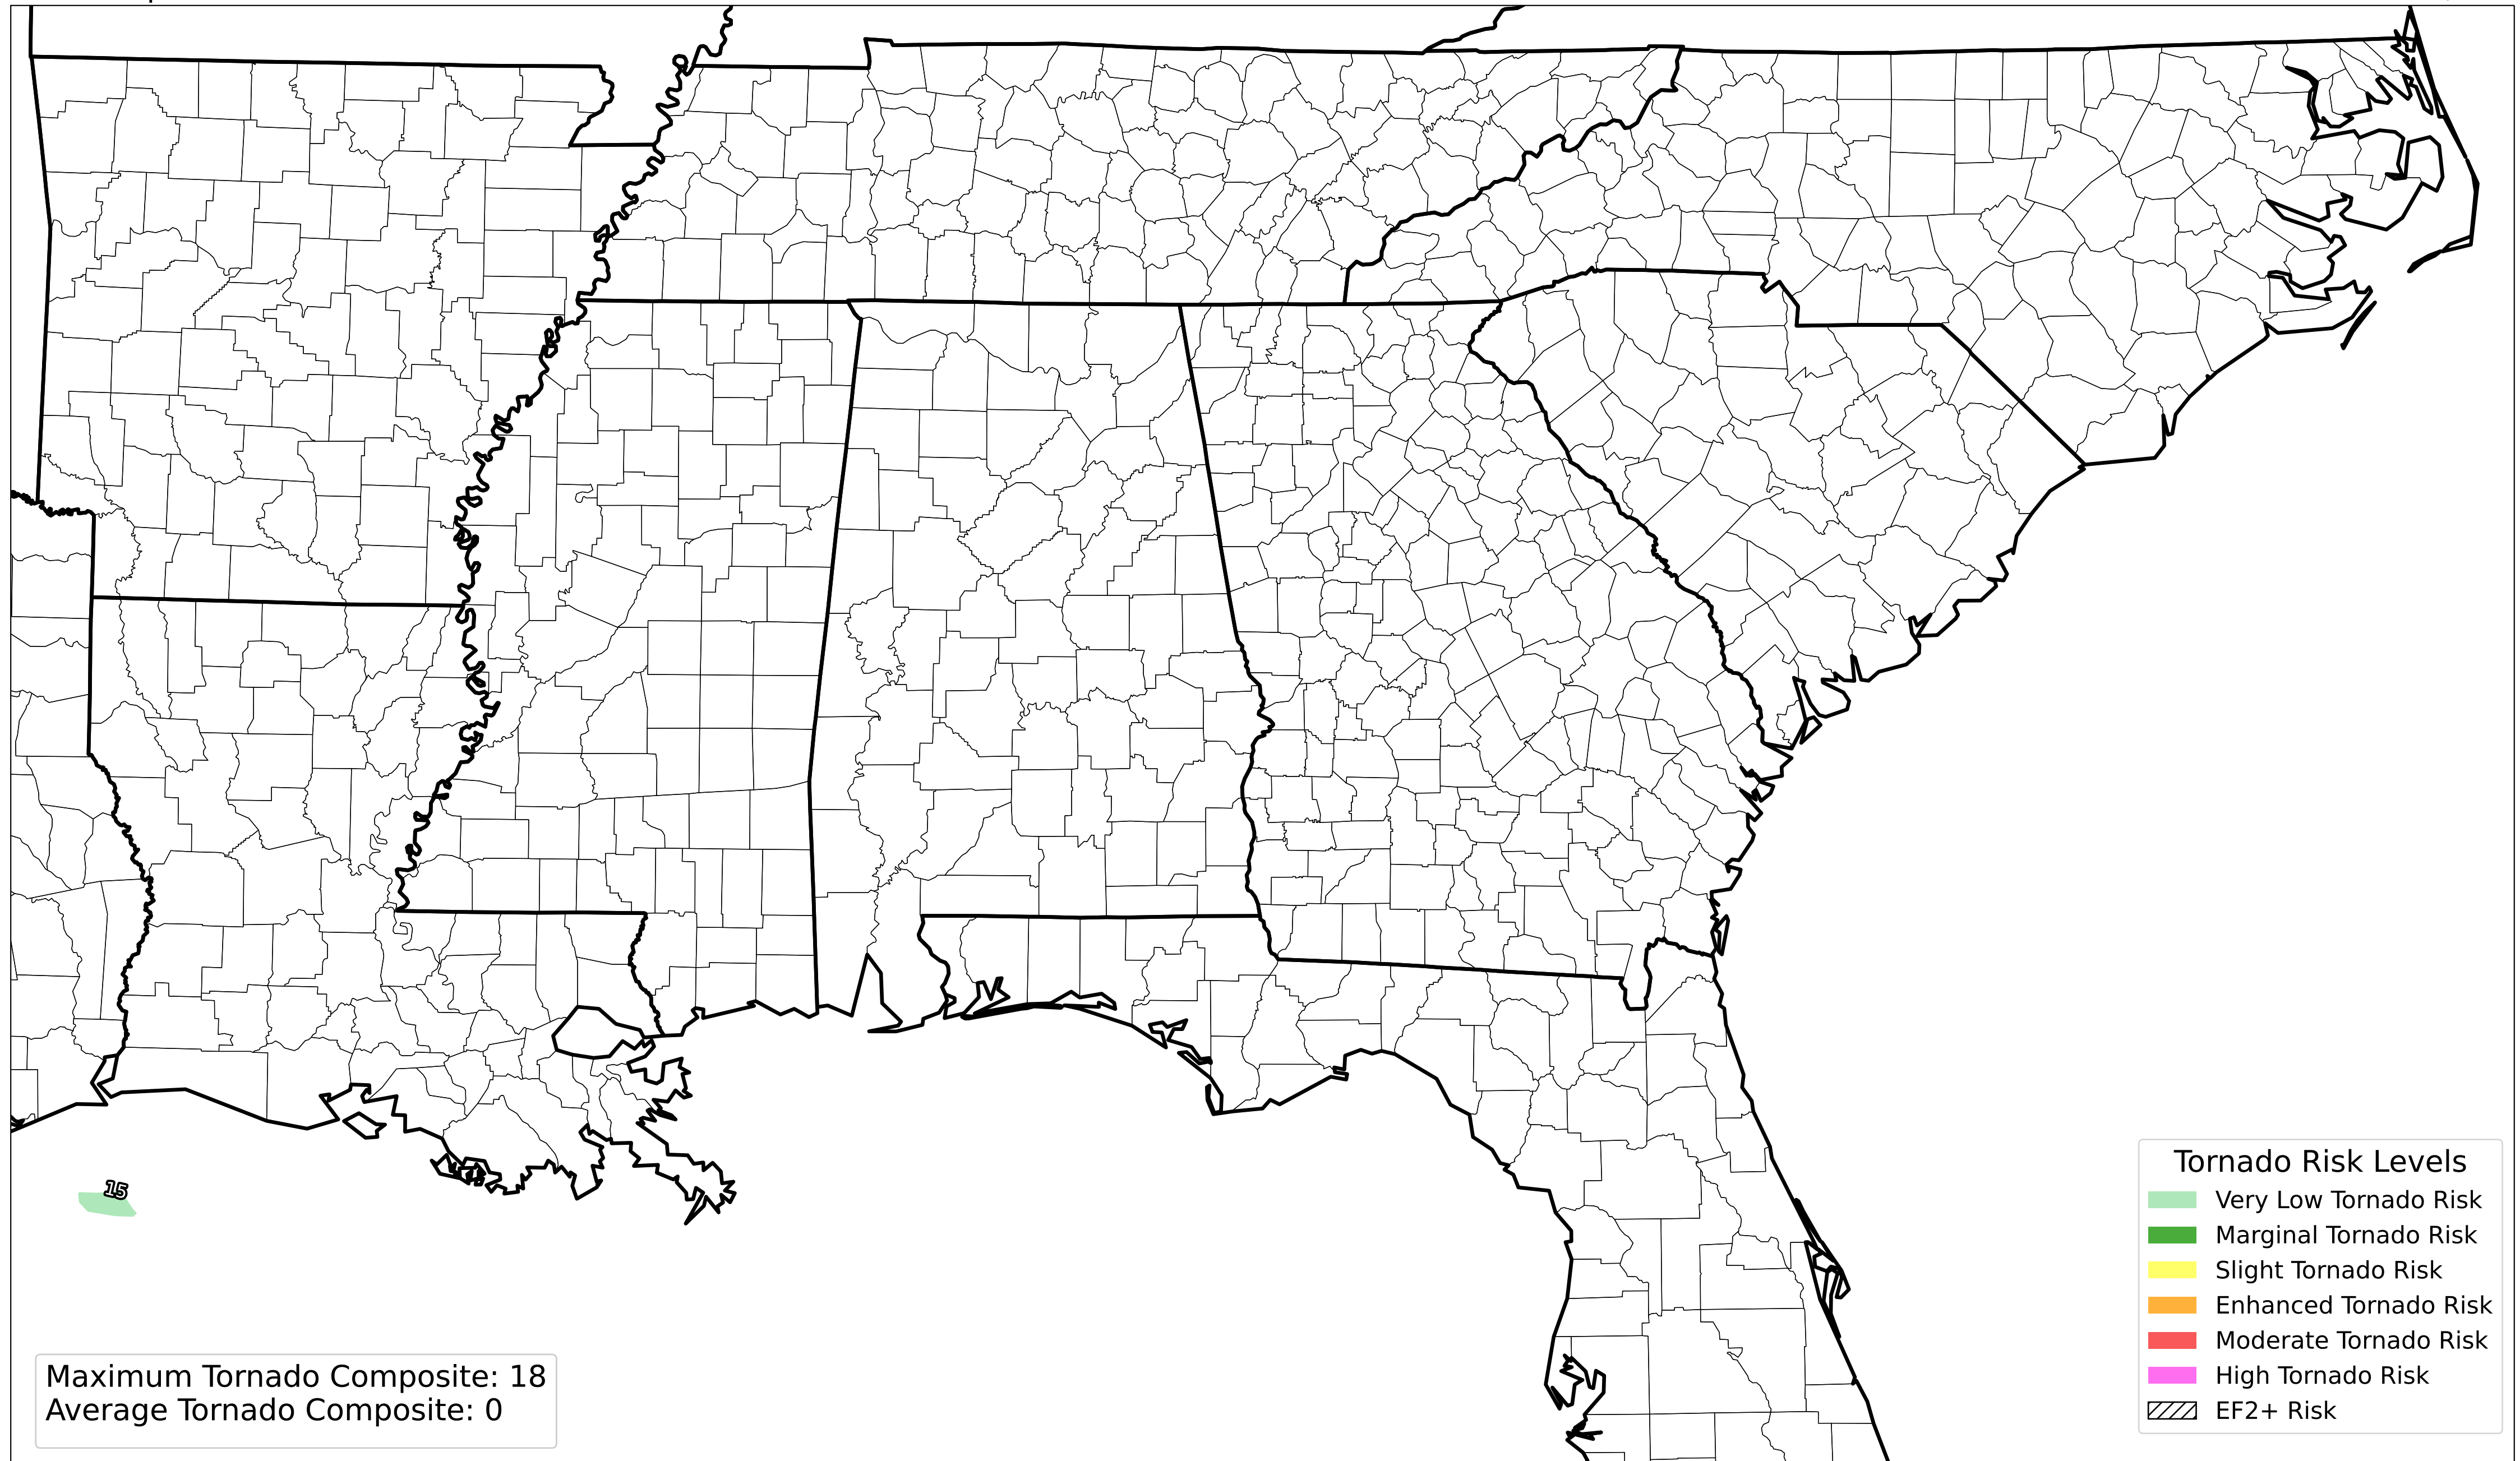 15
Tornado Risk Levels
Very Low Tornado Risk
Marginal Tornado Risk
Slight Tornado Risk
Enhanced Tornado Risk
Moderate Tornado Risk
High Tornado Risk
EF2+ Risk
Maximum Tornado Composite: 18
Average Tornado Composite: 0